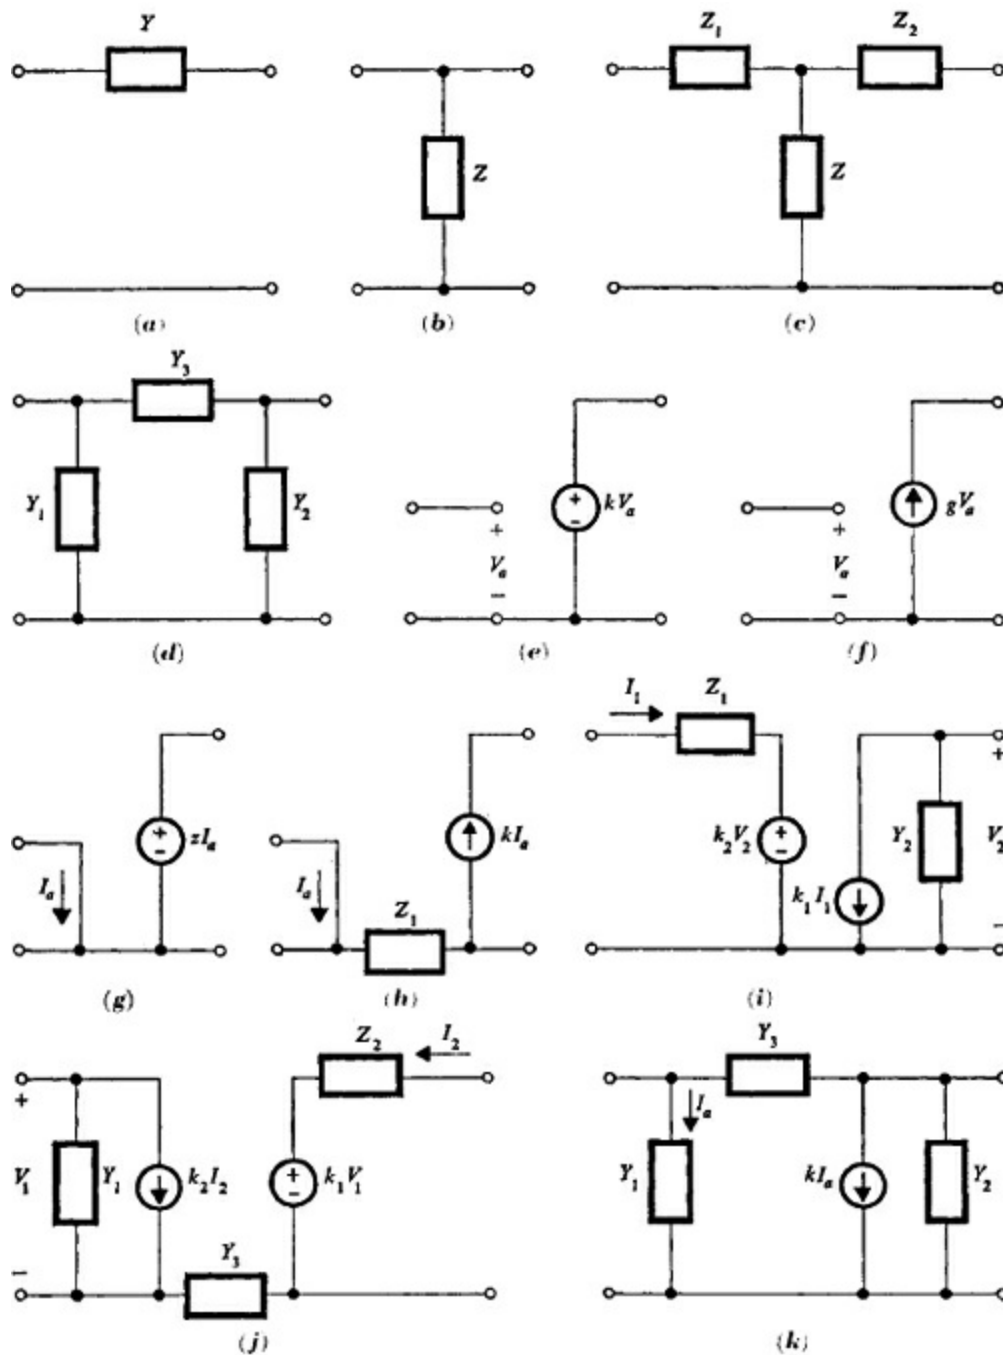 Y
Z
(a)
(b)
Z₁
Z₂
Z
(c)
Y₃
Y₁
Y₂
(d)
+
Vₐ
−
+
−
kVₐ
(e)
+
Vₐ
−
gVₐ
(f)
Iₐ
+
−
zIₐ
(g)
Iₐ
Z₁
kIₐ
(h)
I₁
Z₁
k₂V₂
+
−
k₁I₁
Y₂
+
V₂
−
(i)
+
V₁
−
Y₁
k₂I₂
Y₃
+
−
k₁V₁
Z₂
I₂
(j)
Y₃
Iₐ
Y₁
kIₐ
Y₂
(k)